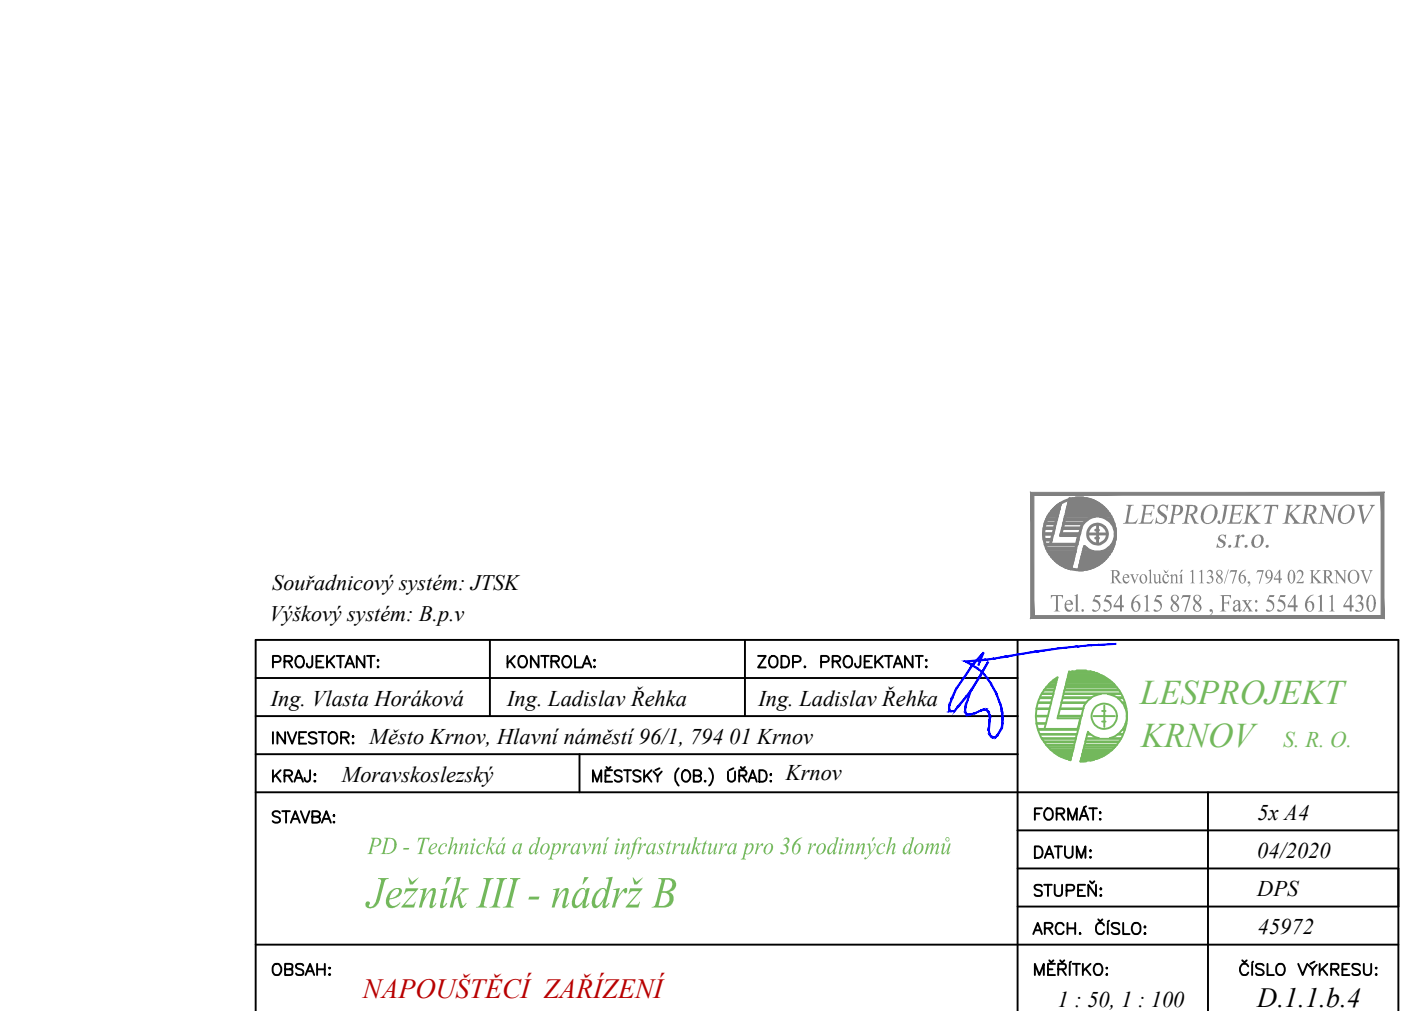 LESPROJEKT KRNOV
s.r.o.
Revoluční 1138/76, 794 02 KRNOV
Tel. 554 615 878 , Fax: 554 611 430
Souřadnicový systém: JTSK
Výškový systém: B.p.v
PROJEKTANT: KONTROLA: ZODP. PROJEKTANT:
Ing. Vlasta Horáková Ing. Ladislav Řehka Ing. Ladislav Řehka
INVESTOR: Město Krnov, Hlavní náměstí 96/1, 794 01 Krnov
KRAJ: Moravskoslezský MĚSTSKÝ (OB.) ÚŘAD: Krnov
LESPROJEKT
KRNOV S. R. O.
STAVBA:
PD - Technická a dopravní infrastruktura pro 36 rodinných domů
Ježník III - nádrž B
FORMÁT: 5x A4
DATUM: 04/2020
STUPEŇ: DPS
ARCH. ČÍSLO: 45972
OBSAH:
NAPOUŠTĚCÍ ZAŘÍZENÍ
MĚŘÍTKO: ČÍSLO VÝKRESU:
1 : 50, 1 : 100 D.1.1.b.4